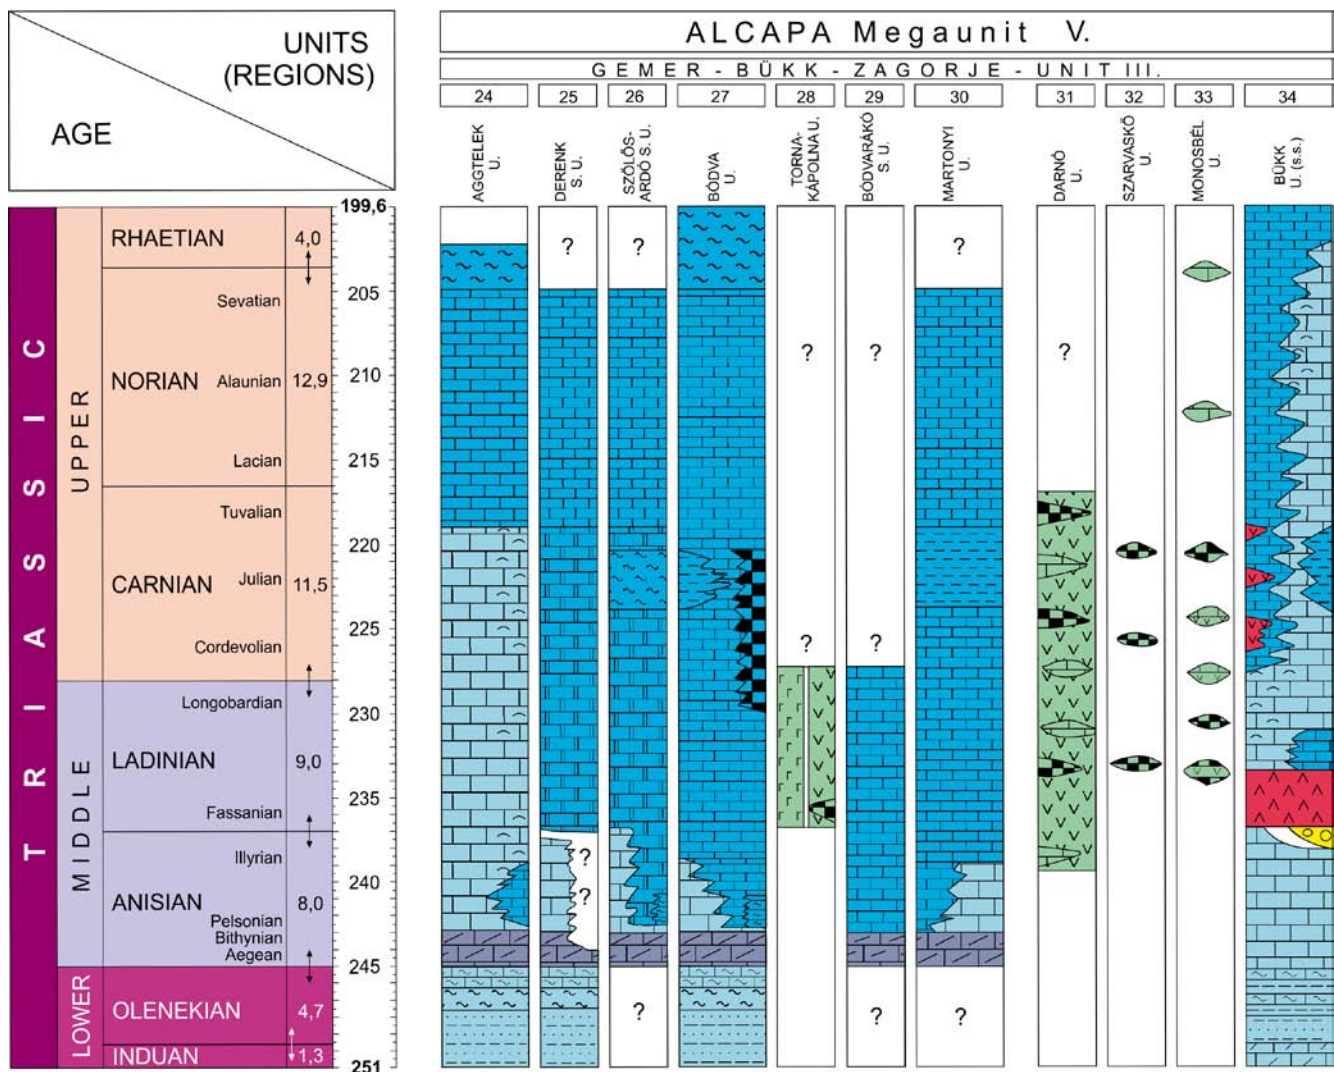 UNITS
(REGIONS)
AGE
ALCAPA Megaunit V.
GEMER - BÜKK - ZAGORJE - UNIT III.
24 25 26 27 28 29 30 31 32 33 34
AGGTELEK
U.
DERENK
S. U.
SZŐLŐS-
ARDÓ S. U.
BÓDVA
U.
TORNA-
KÁPOLNA U.
BÓDVARÁKÓ
S. U.
MARTONYI
U.
DARNÓ
U.
SZARVASKŐ
U.
MONOSBÉL
U.
BÜKK
U. (s.s.)
TRIASSIC
UPPER
MIDDLE
LOWER
199,6
RHAETIAN 4,0
? ? ?
Sevatian 205
NORIAN Alaunian 12,9 210
? ? ?
Lacian 215
Tuvalian
220
CARNIAN Julian 11,5
225
Cordevolian
? ?
Longobardian
230
LADINIAN 9,0
235
Fassanian
Illyrian
?
240
?
ANISIAN 8,0
Pelsonian
Bithynian
Aegean
245
OLENEKIAN 4,7
? ? ?
INDUAN 1,3
251